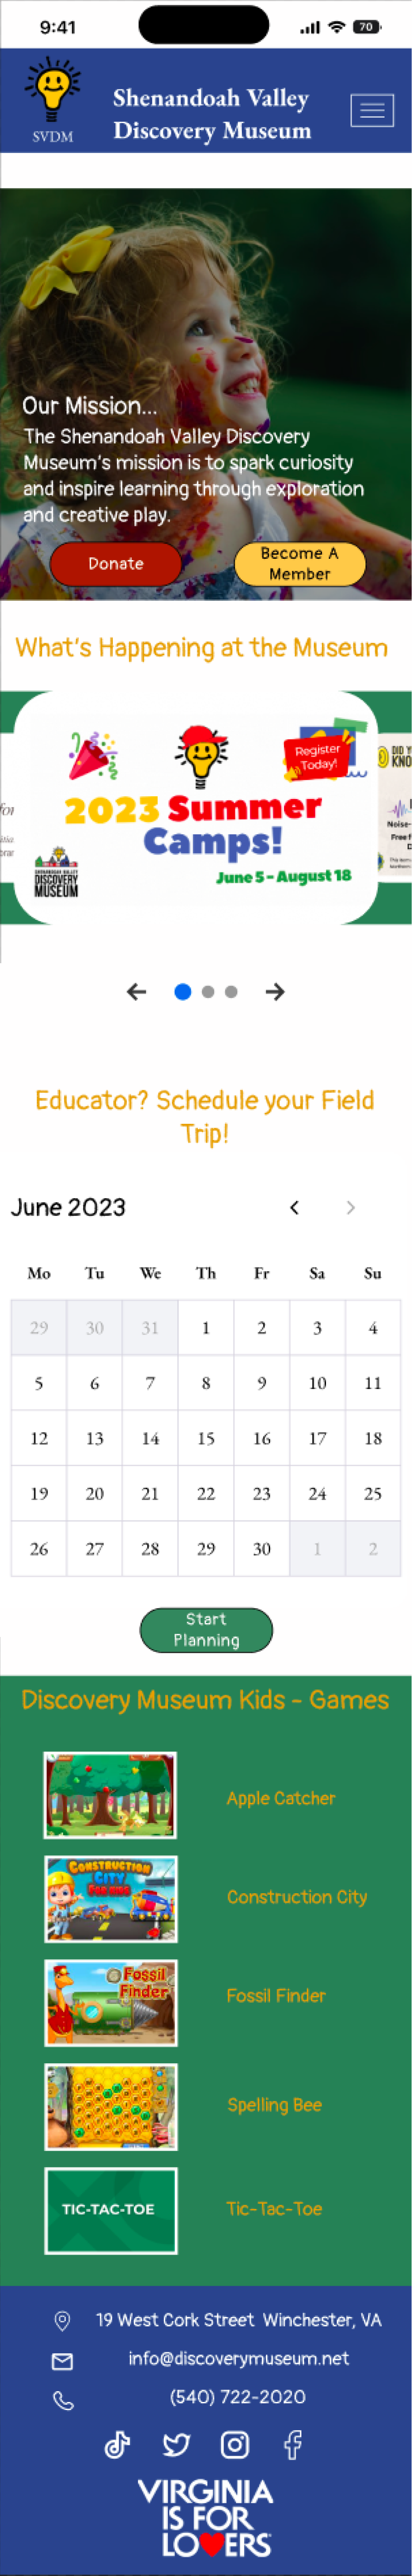 9:41
70
SVDM
Shenandoah Valley
Discovery Museum
Our Mission...
The Shenandoah Valley Discovery
Museum's mission is to spark curiosity
and inspire learning through exploration
and creative play.
Donate
Become A
Member
What's Happening at the Museum
Register
Today!
2023 Summer
Camps!
June 5 - August 18
SHENANDOAH VALLEY
DISCOVERY
MUSEUM
DID Y
KNO
Noise-
Free f
Educator? Schedule your Field
Trip!
June 2023
Mo Tu We Th Fr Sa Su
29 30 31 1 2 3 4
5 6 7 8 9 10 11
12 13 14 15 16 17 18
19 20 21 22 23 24 25
26 27 28 29 30 1 2
Start
Planning
Discovery Museum Kids - Games
Apple Catcher
CONSTRUCTION
CITY
FOR KIDS
Construction City
Fossil
Finder
Fossil Finder
Spelling Bee
TIC-TAC-TOE
Tic-Tac-Toe
19 West Cork Street Winchester, VA
info@discoverymuseum.net
(540) 722-2020
VIRGINIA
IS FOR
LOVERS